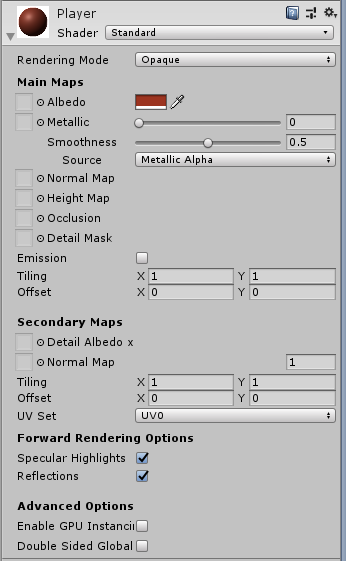 Player
Shader Standard
Rendering Mode Opaque
Main Maps
Albedo
Metallic 0
Smoothness 0.5
Source Metallic Alpha
Normal Map
Height Map
Occlusion
Detail Mask
Emission
Tiling X 1 Y 1
Offset X 0 Y 0
Secondary Maps
Detail Albedo x
Normal Map 1
Tiling X 1 Y 1
Offset X 0 Y 0
UV Set UV0
Forward Rendering Options
Specular Highlights
Reflections
Advanced Options
Enable GPU Instancin
Double Sided Global